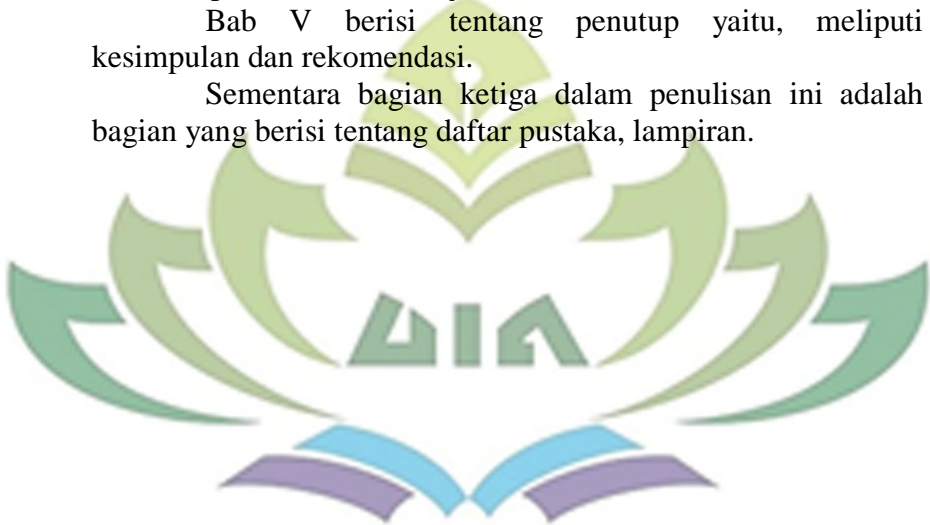 Bab V berisi tentang penutup yaitu, meliputi
kesimpulan dan rekomendasi.
Sementara bagian ketiga dalam penulisan ini adalah
bagian yang berisi tentang daftar pustaka, lampiran.
UIN